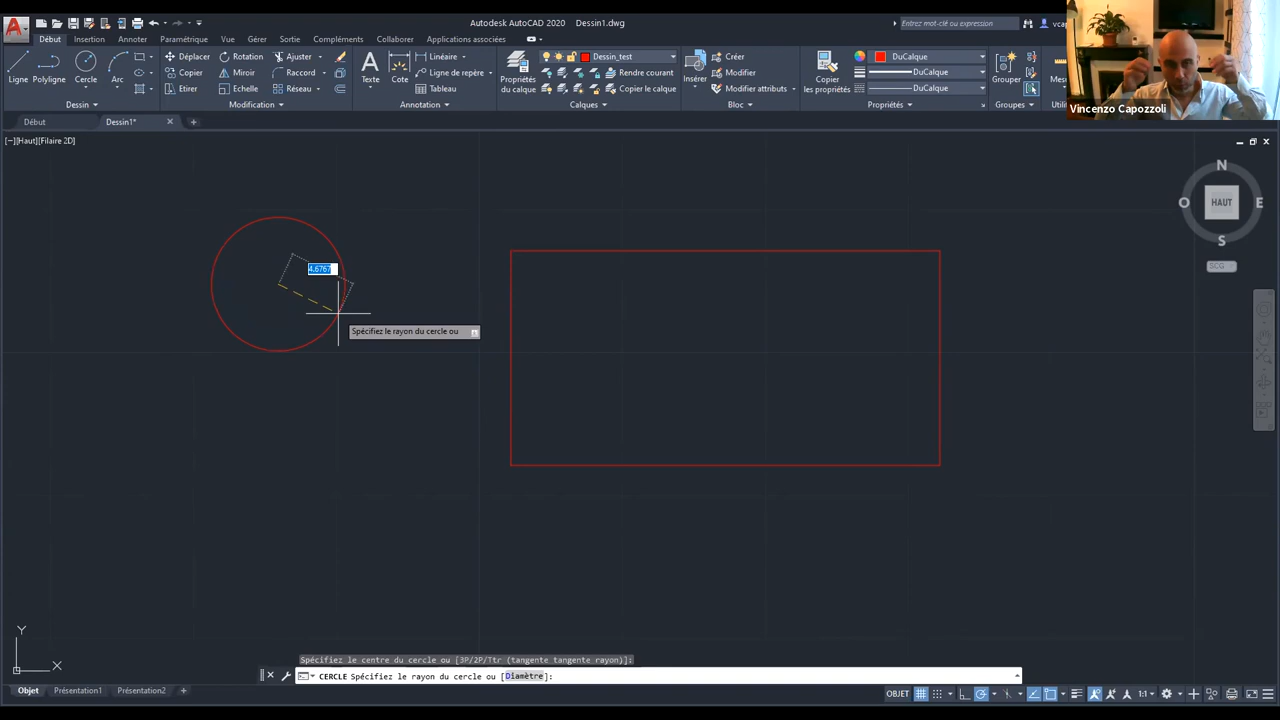 Autodesk AutoCAD 2020 Dessin1.dwg
Entrez mot-clé ou expression
Début Insertion Annoter Paramétrique Vue Gérer Sortie Compléments Collaborer Applications associées
Ligne Polyligne Cercle Arc
Déplacer Rotation Ajuster
Copier Miroir Raccord
Etirer Echelle Réseau
Texte Cote
Linéaire
Ligne de repère
Tableau
Propriétés du calque
Dessin_test
Rendre courant
Copier le calque
Insérer
Créer
Modifier
Modifier attributs
Copier les propriétés
DuCalque
DuCalque
DuCalque
Grouper
Dessin Modification Annotation Calques Bloc Propriétés Groupes
Vincenzo Capozzoli
Début Dessin1*
[−][Haut][Filaire 2D]
N
O HAUT E
S
SCG
4.6767
Spécifiez le rayon du cercle ou
Y
X
Spécifiez le centre du cercle ou [3P/2P/Ttr (tangente tangente rayon)]:
CERCLE Spécifiez le rayon du cercle ou [Diamètre]:
Objet Présentation1 Présentation2
OBJET 1:1